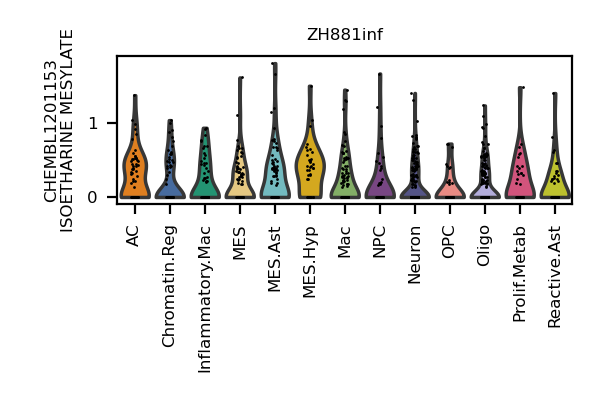 ZH881inf
CHEMBL1201153
ISOETHARINE MESYLATE
1
0
AC
Chromatin.Reg
Inflammatory.Mac
MES
MES.Ast
MES.Hyp
Mac
NPC
Neuron
OPC
Oligo
Prolif.Metab
Reactive.Ast